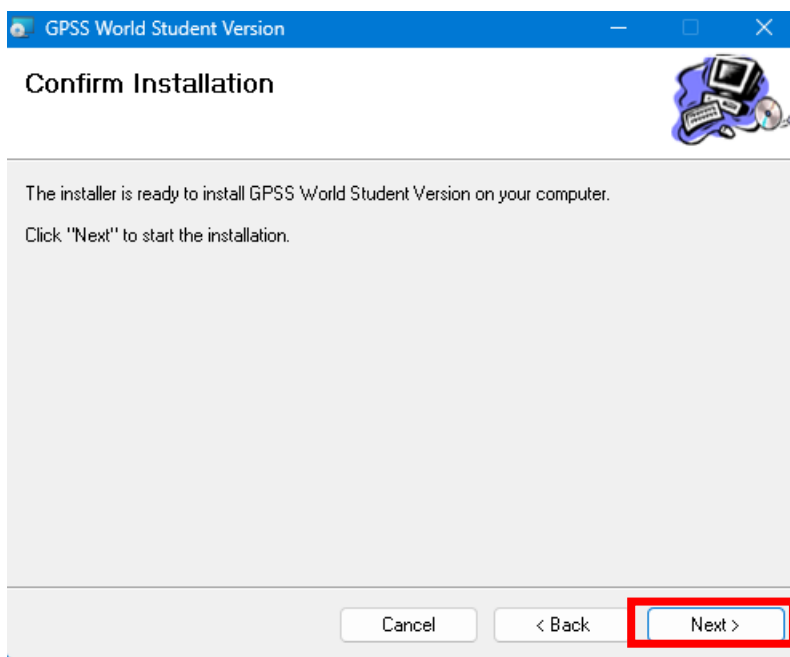 GPSS World Student Version
Confirm Installation
The installer is ready to install GPSS World Student Version on your computer.
Click "Next" to start the installation.
Cancel
< Back
Next >